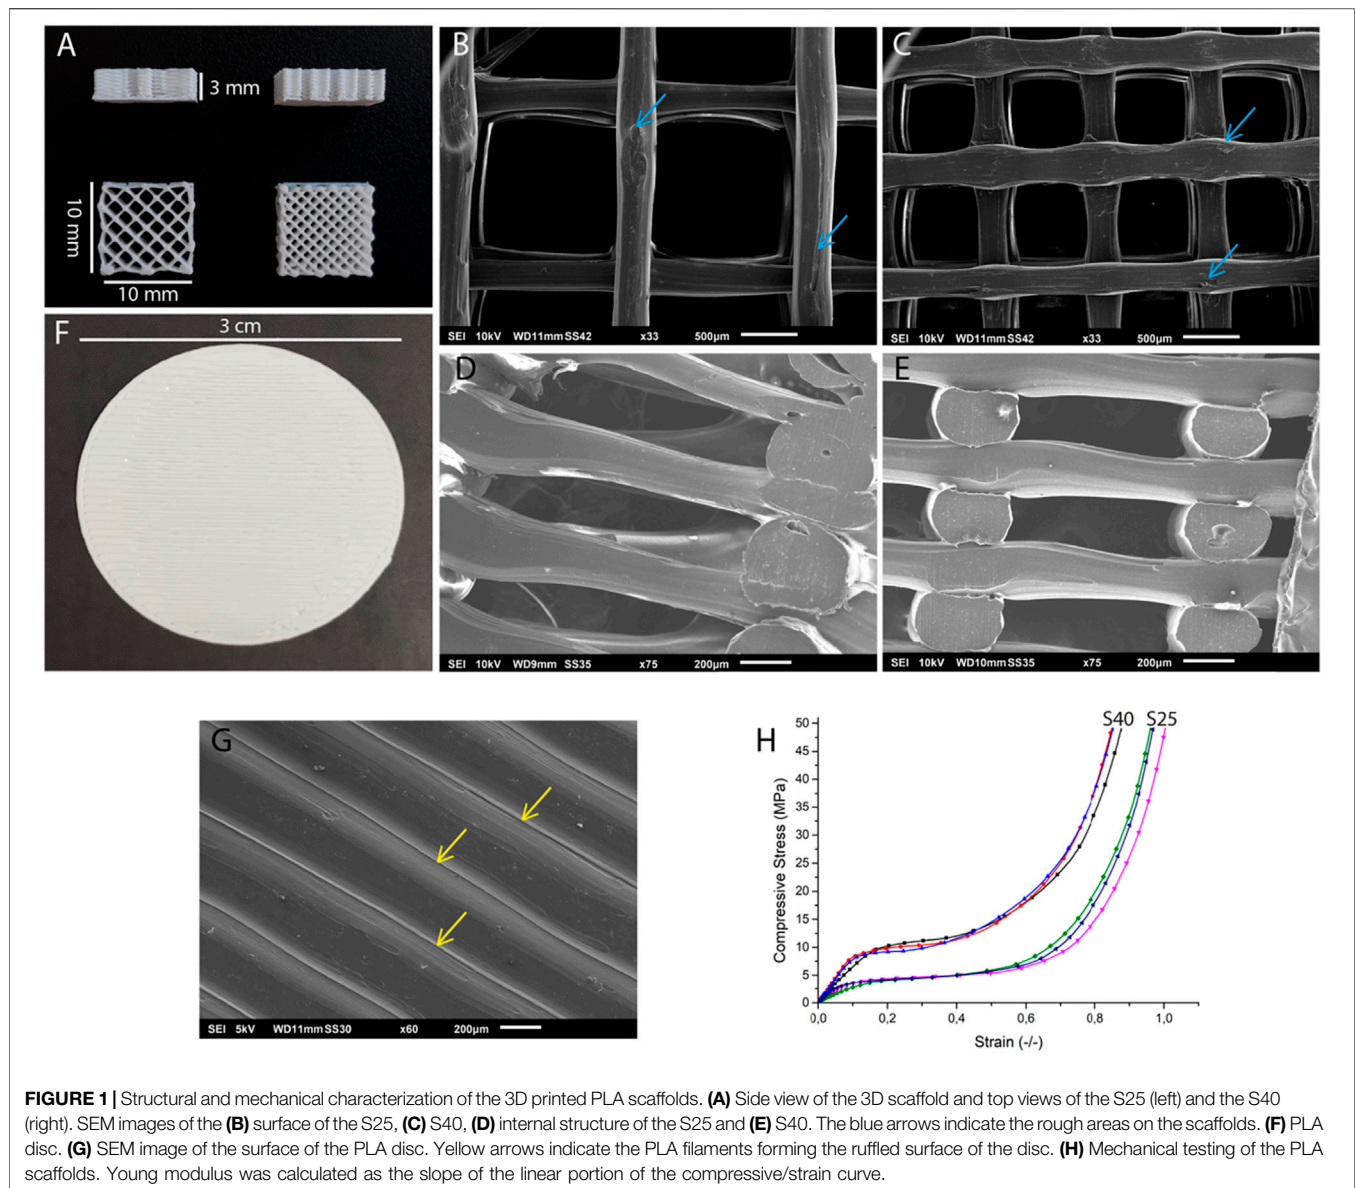 A
3 mm
10 mm
10 mm
B
SEI 10kV WD11mm SS42 x33 500µm
C
SEI 10kV WD11mm SS42 x33 500µm
F
3 cm
D
SEI 10kV WD9mm SS35 x75 200µm
E
SEI 10kV WD10mm SS35 x75 200µm
G
SEI 5kV WD11mm SS30 x60 200µm
H
S40 S25
50
45
40
35
30
25
20
15
10
5
0
Compressive Stress (MPa)
0,0 0,2 0,4 0,6 0,8 1,0
Strain (-/-)
FIGURE 1 | Structural and mechanical characterization of the 3D printed PLA scaffolds. (A) Side view of the 3D scaffold and top views of the S25 (left) and the S40
(right). SEM images of the (B) surface of the S25, (C) S40, (D) internal structure of the S25 and (E) S40. The blue arrows indicate the rough areas on the scaffolds. (F) PLA
disc. (G) SEM image of the surface of the PLA disc. Yellow arrows indicate the PLA filaments forming the ruffled surface of the disc. (H) Mechanical testing of the PLA
scaffolds. Young modulus was calculated as the slope of the linear portion of the compressive/strain curve.